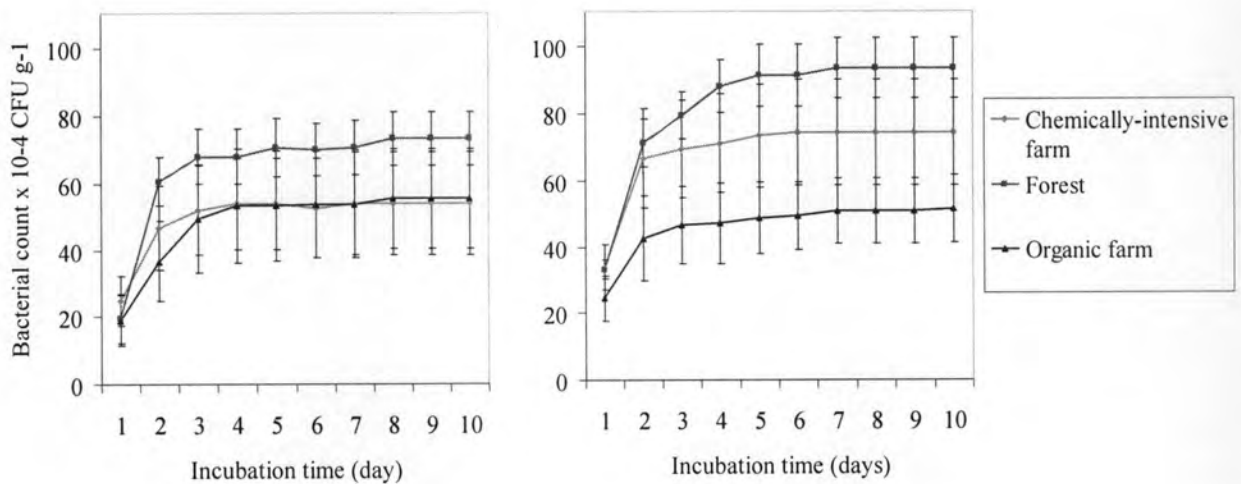 Bacterial count x 10-4 CFU g-1
100
80
60
40
20
0
1 2 3 4 5 6 7 8 9 10
Incubation time (day)
100
80
60
40
20
0
1 2 3 4 5 6 7 8 9 10
Incubation time (days)
Chemically-intensive
farm
Forest
Organic farm